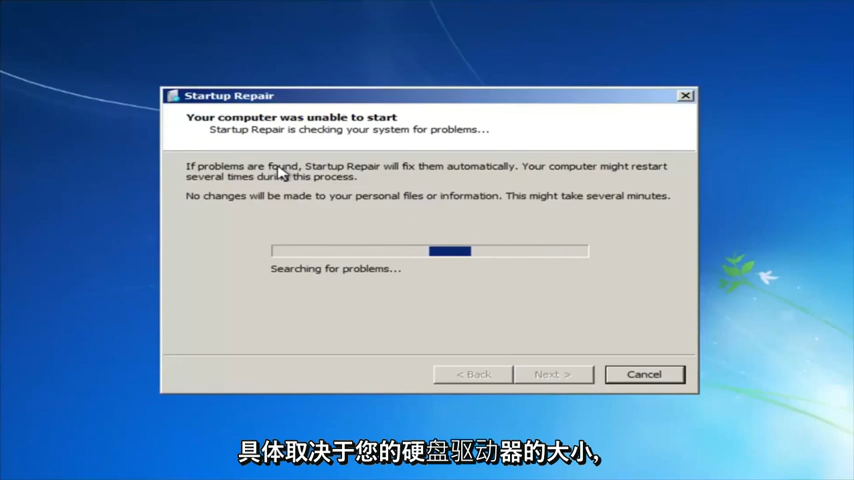 Startup Repair
Your computer was unable to start
Startup Repair is checking your system for problems...
If problems are found, Startup Repair will fix them automatically. Your computer might restart
several times during this process.
No changes will be made to your personal files or information. This might take several minutes.
Searching for problems...
< Back Next > Cancel
具体取决于您的硬盘驱动器的大小,